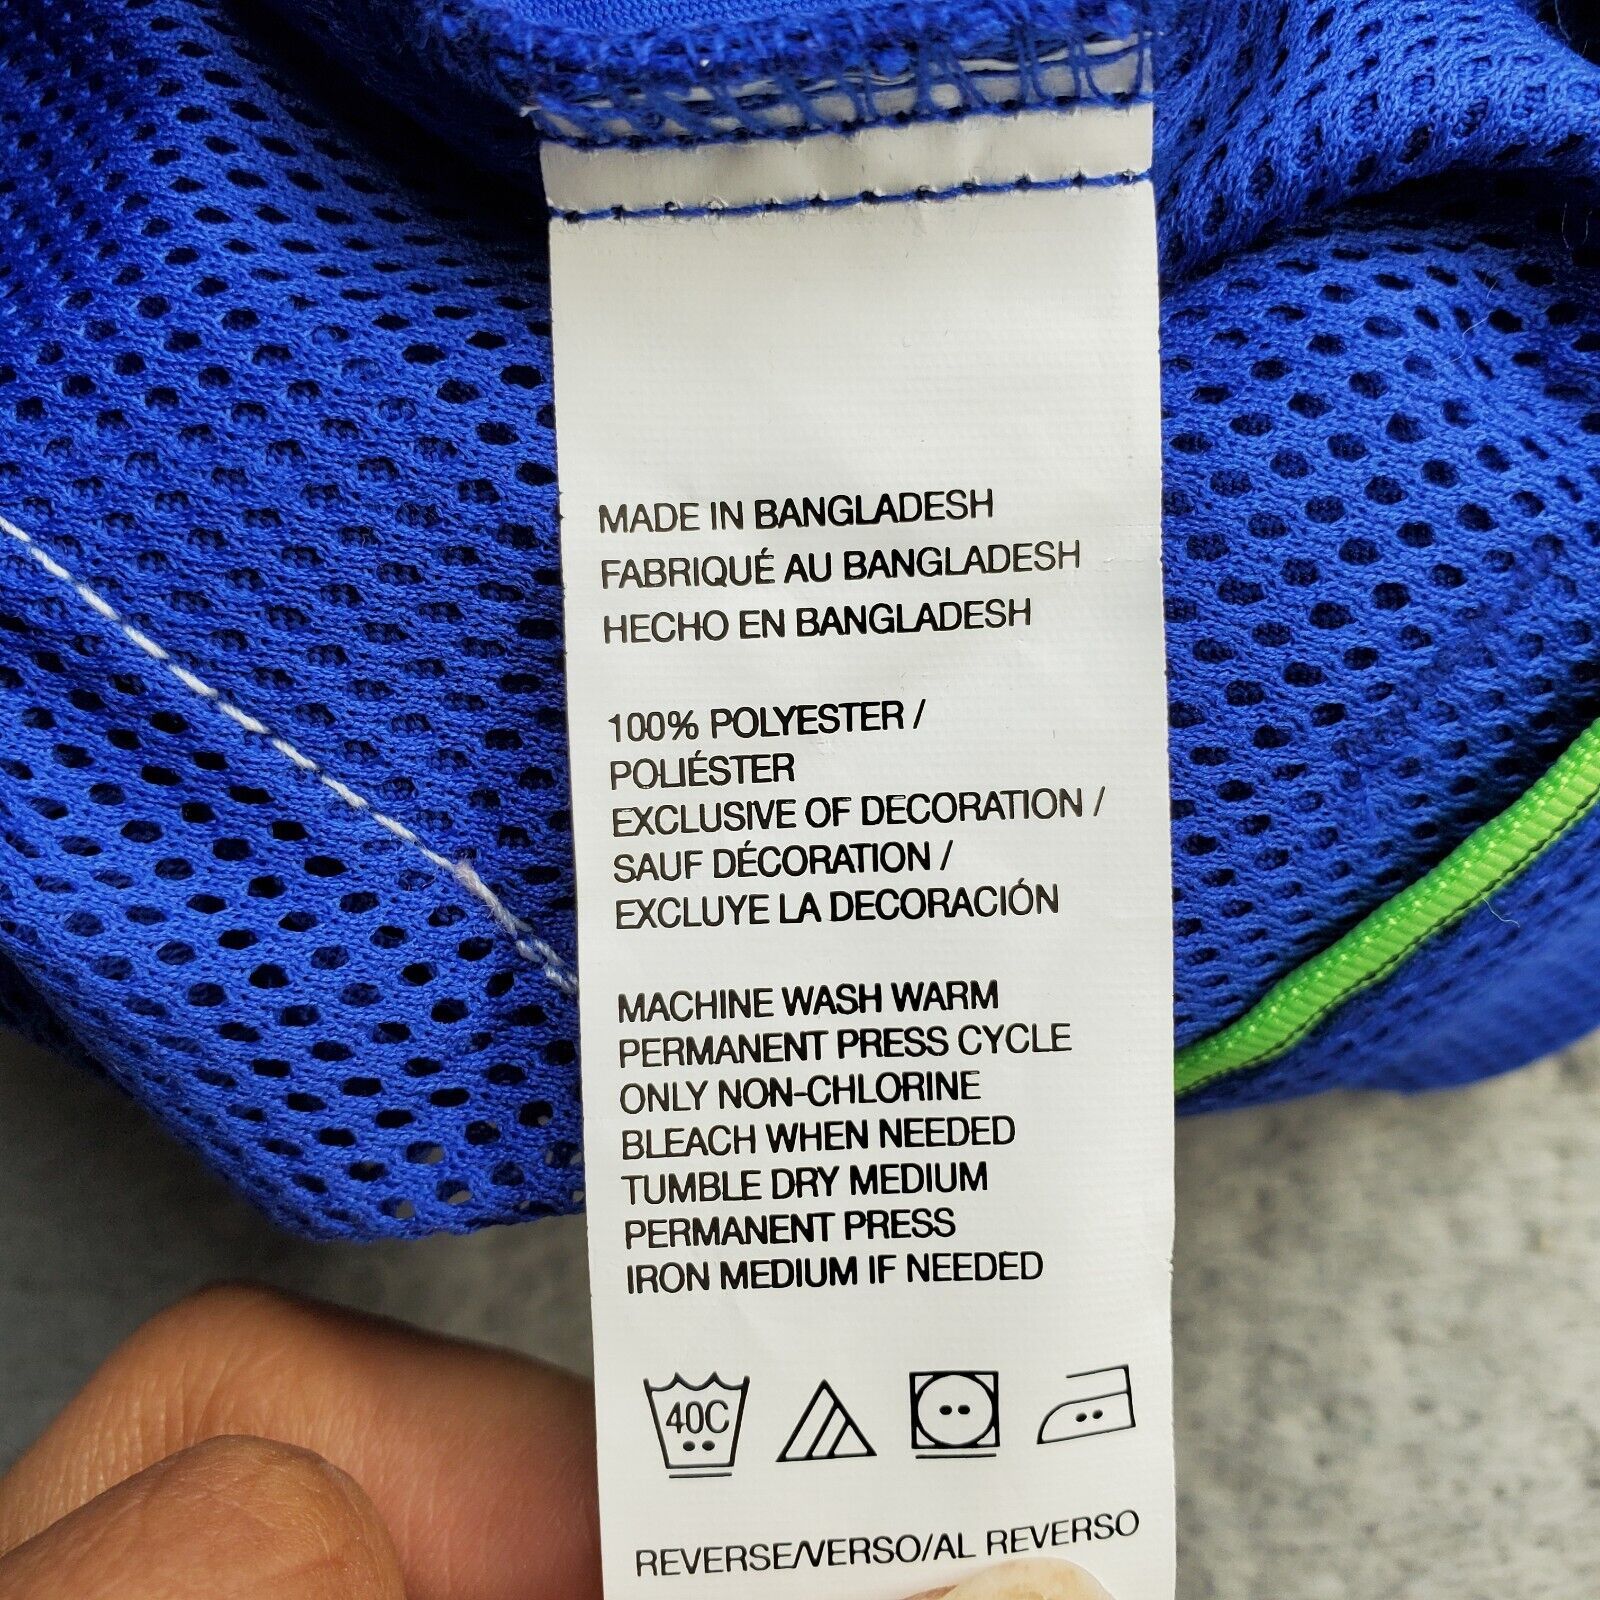 MADE IN BANGLADESH
FABRIQUÉ AU BANGLADESH
HECHO EN BANGLADESH
100% POLYESTER /
POLIÉSTER
EXCLUSIVE OF DECORATION /
SAUF DÉCORATION /
EXCLUYE LA DECORACIÓN
MACHINE WASH WARM
PERMANENT PRESS CYCLE
ONLY NON-CHLORINE
BLEACH WHEN NEEDED
TUMBLE DRY MEDIUM
PERMANENT PRESS
IRON MEDIUM IF NEEDED
40C
REVERSE/VERSO/AL REVERSO